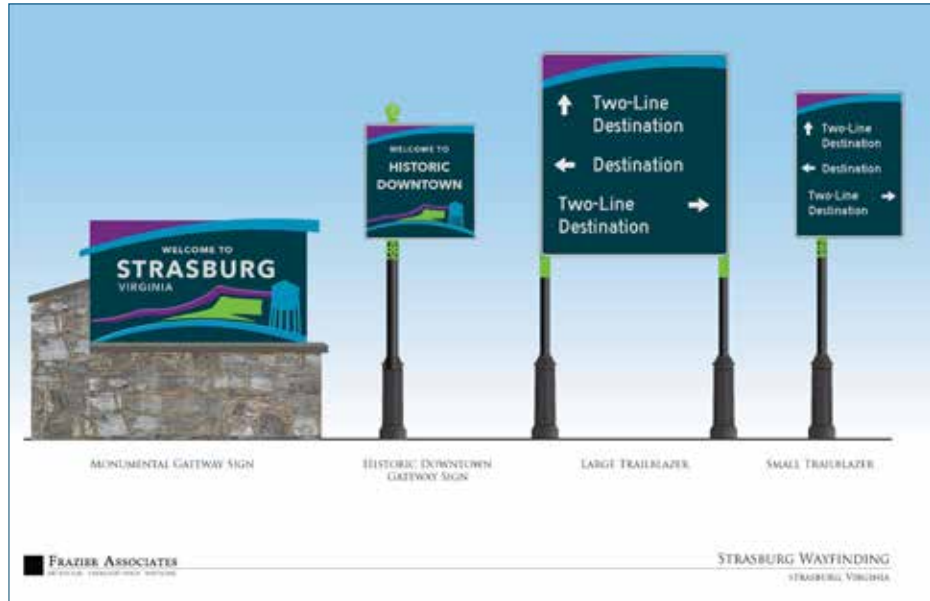 WELCOME TO
STRASBURG
VIRGINIA
WELCOME TO
HISTORIC
DOWNTOWN
Two-Line
Destination
Destination
Two-Line
Destination
Two-Line
Destination
Destination
Two-Line
Destination
MONUMENTAL GATEWAY SIGN
HISTORIC DOWNTOWN
GATEWAY SIGN
LARGE TRAILBLAZER
SMALL TRAILBLAZER
FRAZIER ASSOCIATES
STRASBURG WAYFINDING
STRASBURG, VIRGINIA